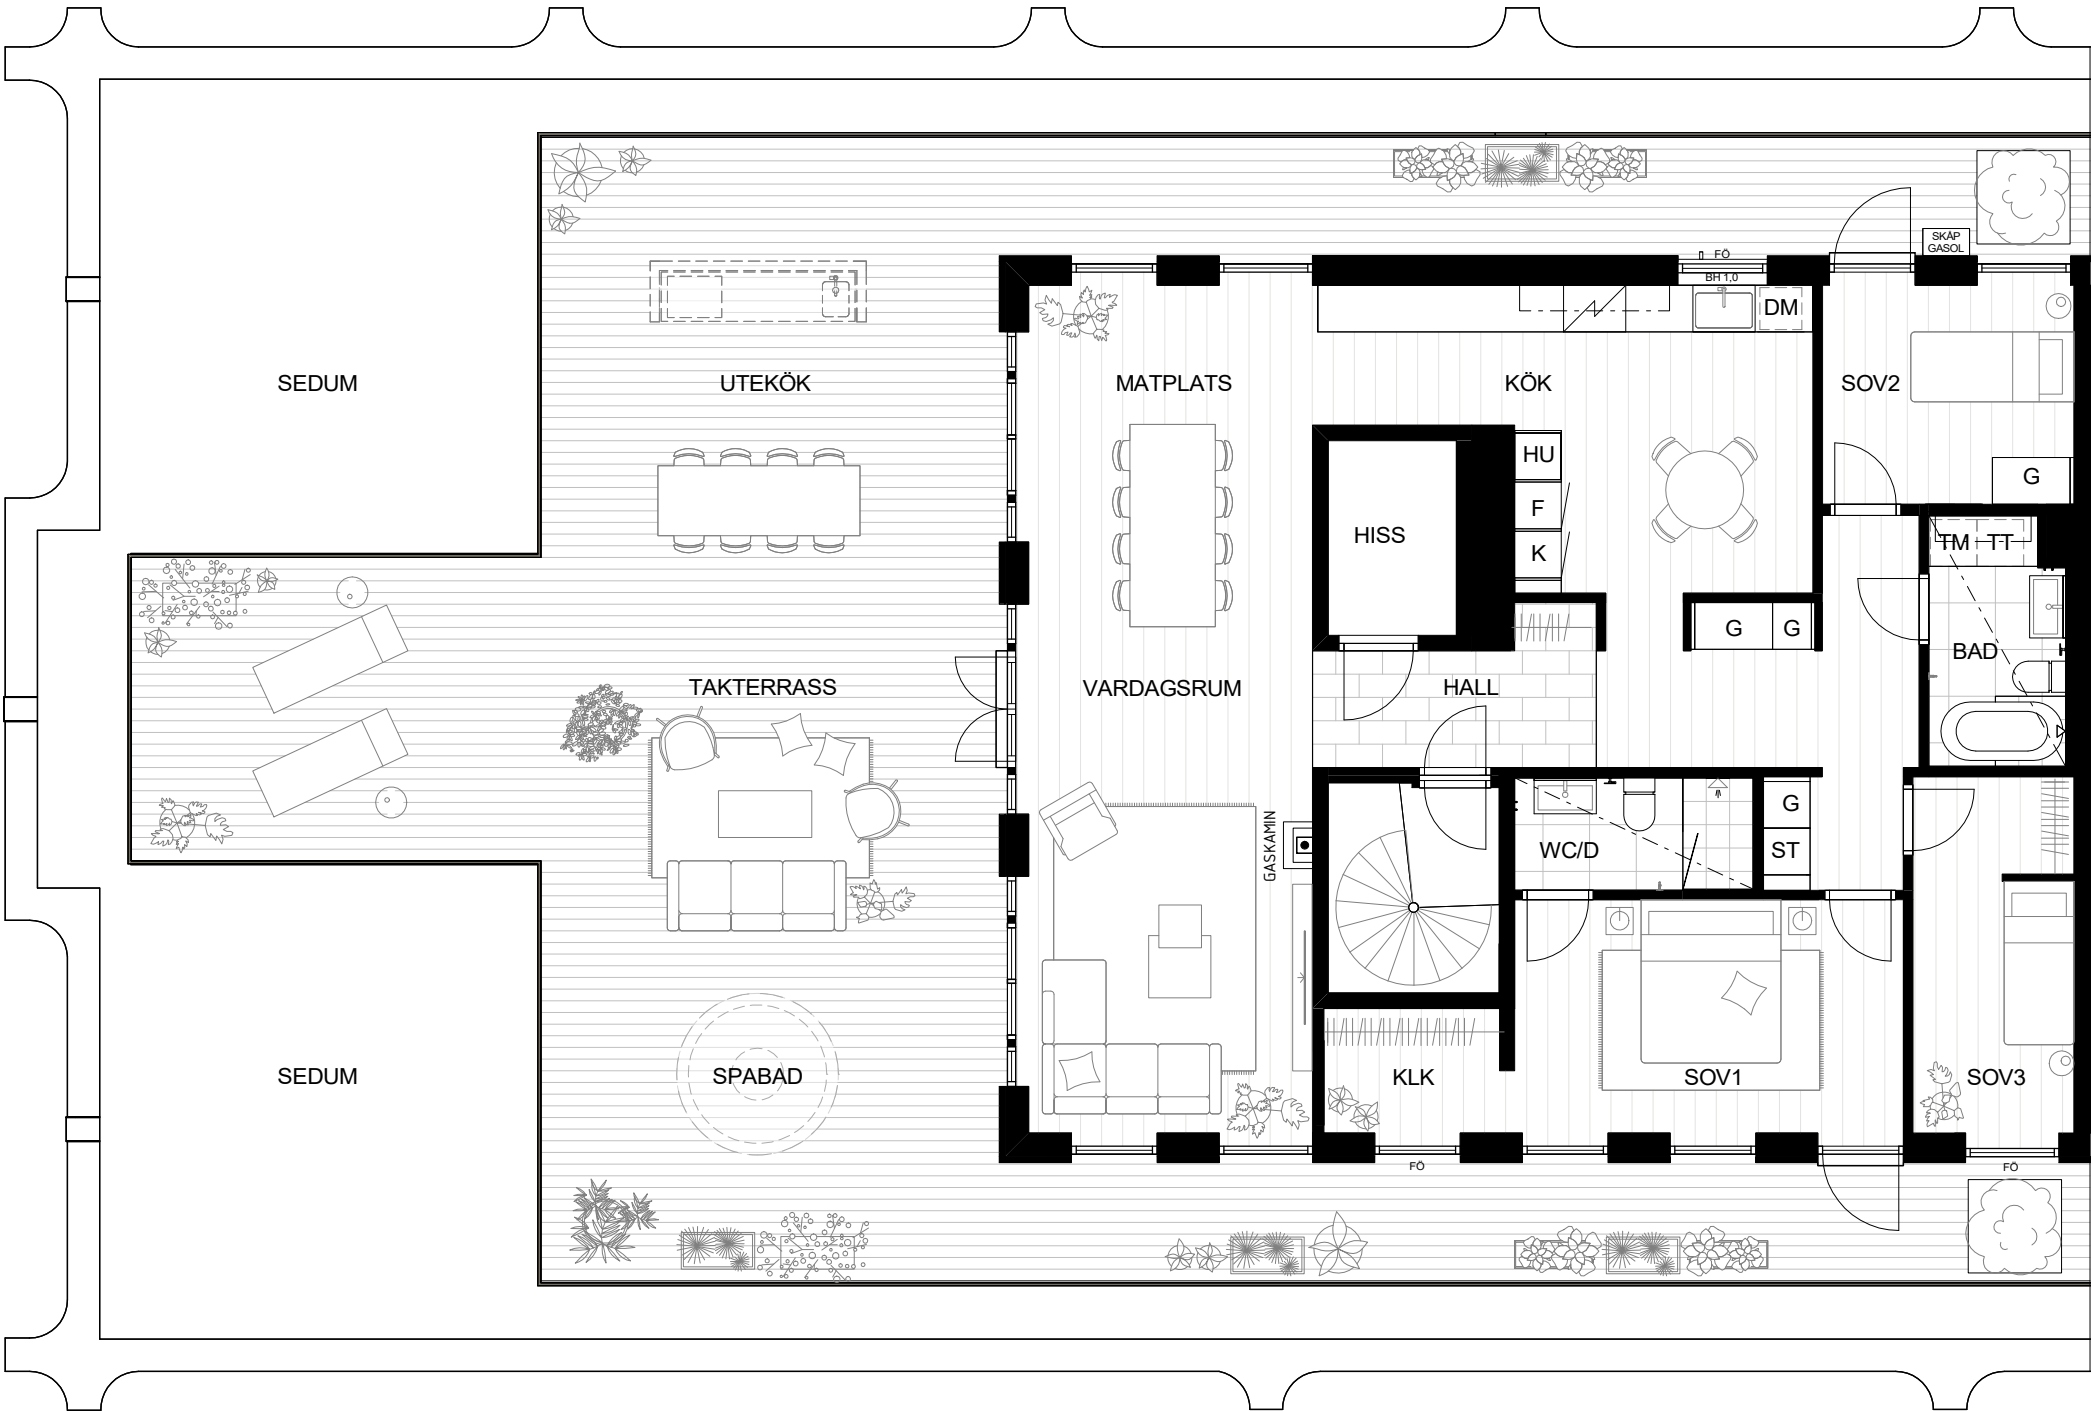 SKÅP
GASOL
FÖ
BH 1,0
DM
SEDUM
UTEKÖK
MATPLATS
KÖK
SOV2
HU
G
F
HISS
K
TM
TT
G
G
BAD
TAKTERRASS
VARDAGSRUM
HALL
G
GASKAMIN
WC/D
ST
SEDUM
SPABAD
KLK
SOV1
SOV3
FÖ
FÖ